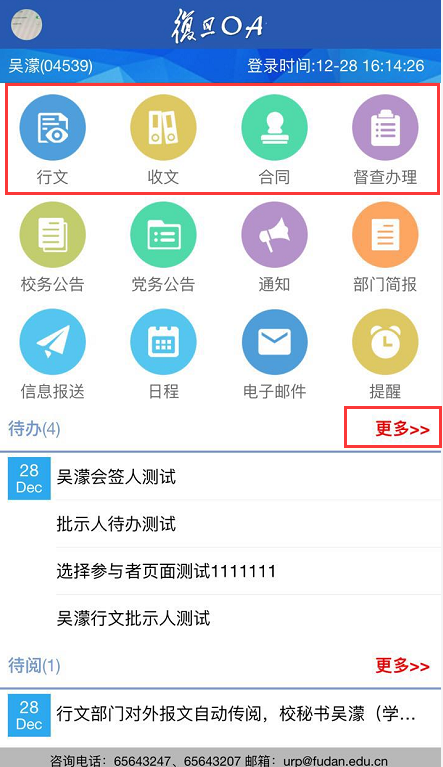 復旦OA
吴濛(04539) 登录时间:12-28 16:14:26
行文 收文 合同 督查办理
校务公告 党务公告 通知 部门简报
信息报送 日程 电子邮件 提醒
待办(4) 更多>>
28 吴濛会签人测试
Dec
批示人待办测试
选择参与者页面测试1111111
吴濛行文批示人测试
待阅(1) 更多>>
28 行文部门对外报文自动传阅，校秘书吴濛（学...
Dec
咨询电话：65643247、65643207 邮箱：urp@fudan.edu.cn